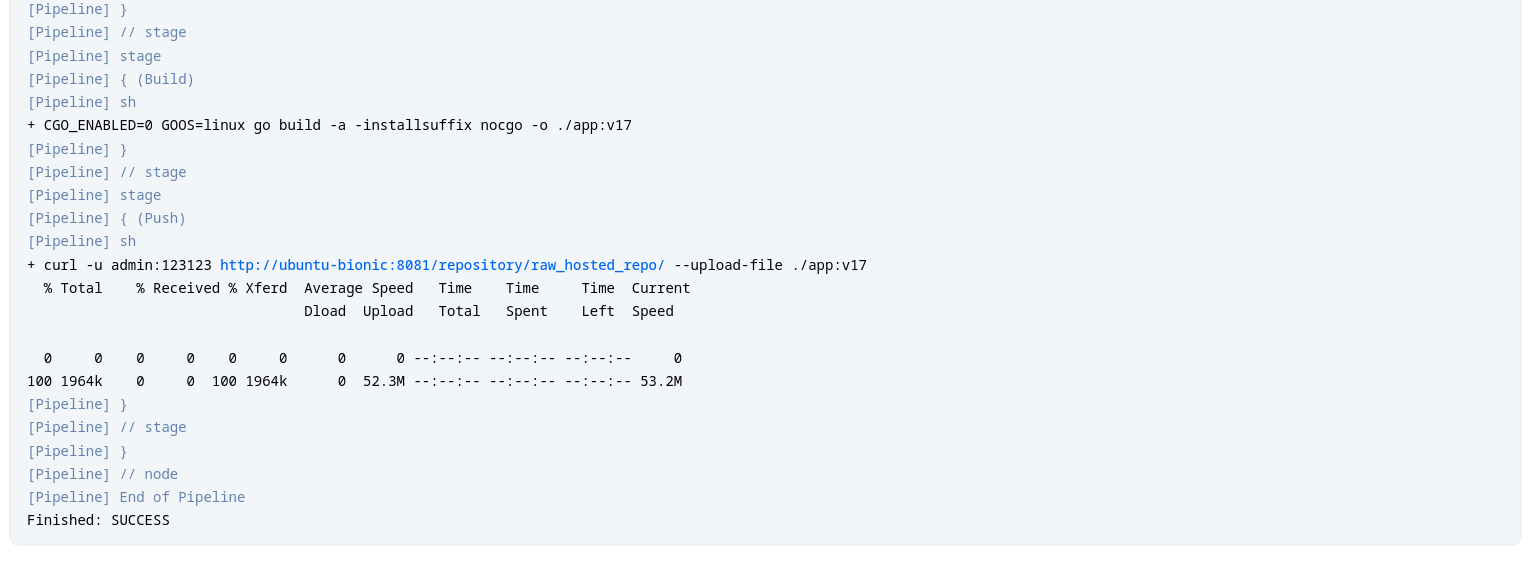 [Pipeline] }
[Pipeline] // stage
[Pipeline] stage
[Pipeline] { (Build)
[Pipeline] sh
+ CGO_ENABLED=0 GOOS=linux go build -a -installsuffix nocgo -o ./app:v17
[Pipeline] }
[Pipeline] // stage
[Pipeline] stage
[Pipeline] { (Push)
[Pipeline] sh
+ curl -u admin:123123 http://ubuntu-bionic:8081/repository/raw_hosted_repo/ --upload-file ./app:v17
  % Total    % Received % Xferd  Average Speed   Time    Time     Time  Current
                                 Dload  Upload   Total   Spent    Left  Speed
  0     0    0     0    0     0      0      0 --:--:-- --:--:-- --:--:--     0
100 1964k    0     0  100 1964k      0  52.3M --:--:-- --:--:-- --:--:-- 53.2M
[Pipeline] }
[Pipeline] // stage
[Pipeline] }
[Pipeline] // node
[Pipeline] End of Pipeline
Finished: SUCCESS